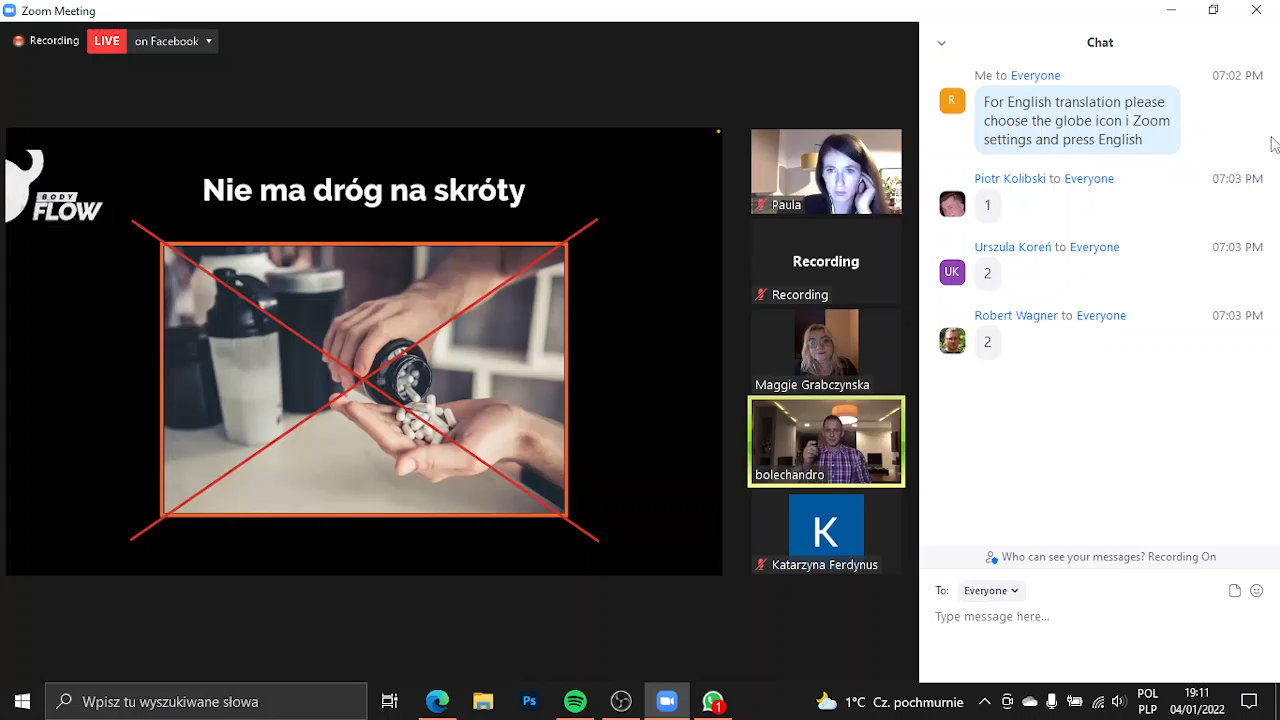 Zoom Meeting
Recording
LIVE
on Facebook
BODY
FLOW
Nie ma dróg na skróty
Paula
Recording
Recording
Maggie Grabczynska
bolechandro
K
Katarzyna Ferdynus
Chat
Me to Everyone 07:02 PM
R
For English translation please
choose the globe icon i Zoom
settings and press English
Piotr Kolibski to Everyone 07:03 PM
1
Urszula Koreń to Everyone 07:03 PM
UK
2
Robert Wagner to Everyone 07:03 PM
2
Who can see your messages? Recording On
To: Everyone
Type message here...
Wpisz tu wyszukiwane słowa
Ps
1
1°C Cz. pochmurnie
POL
PLP
19:11
04/01/2022